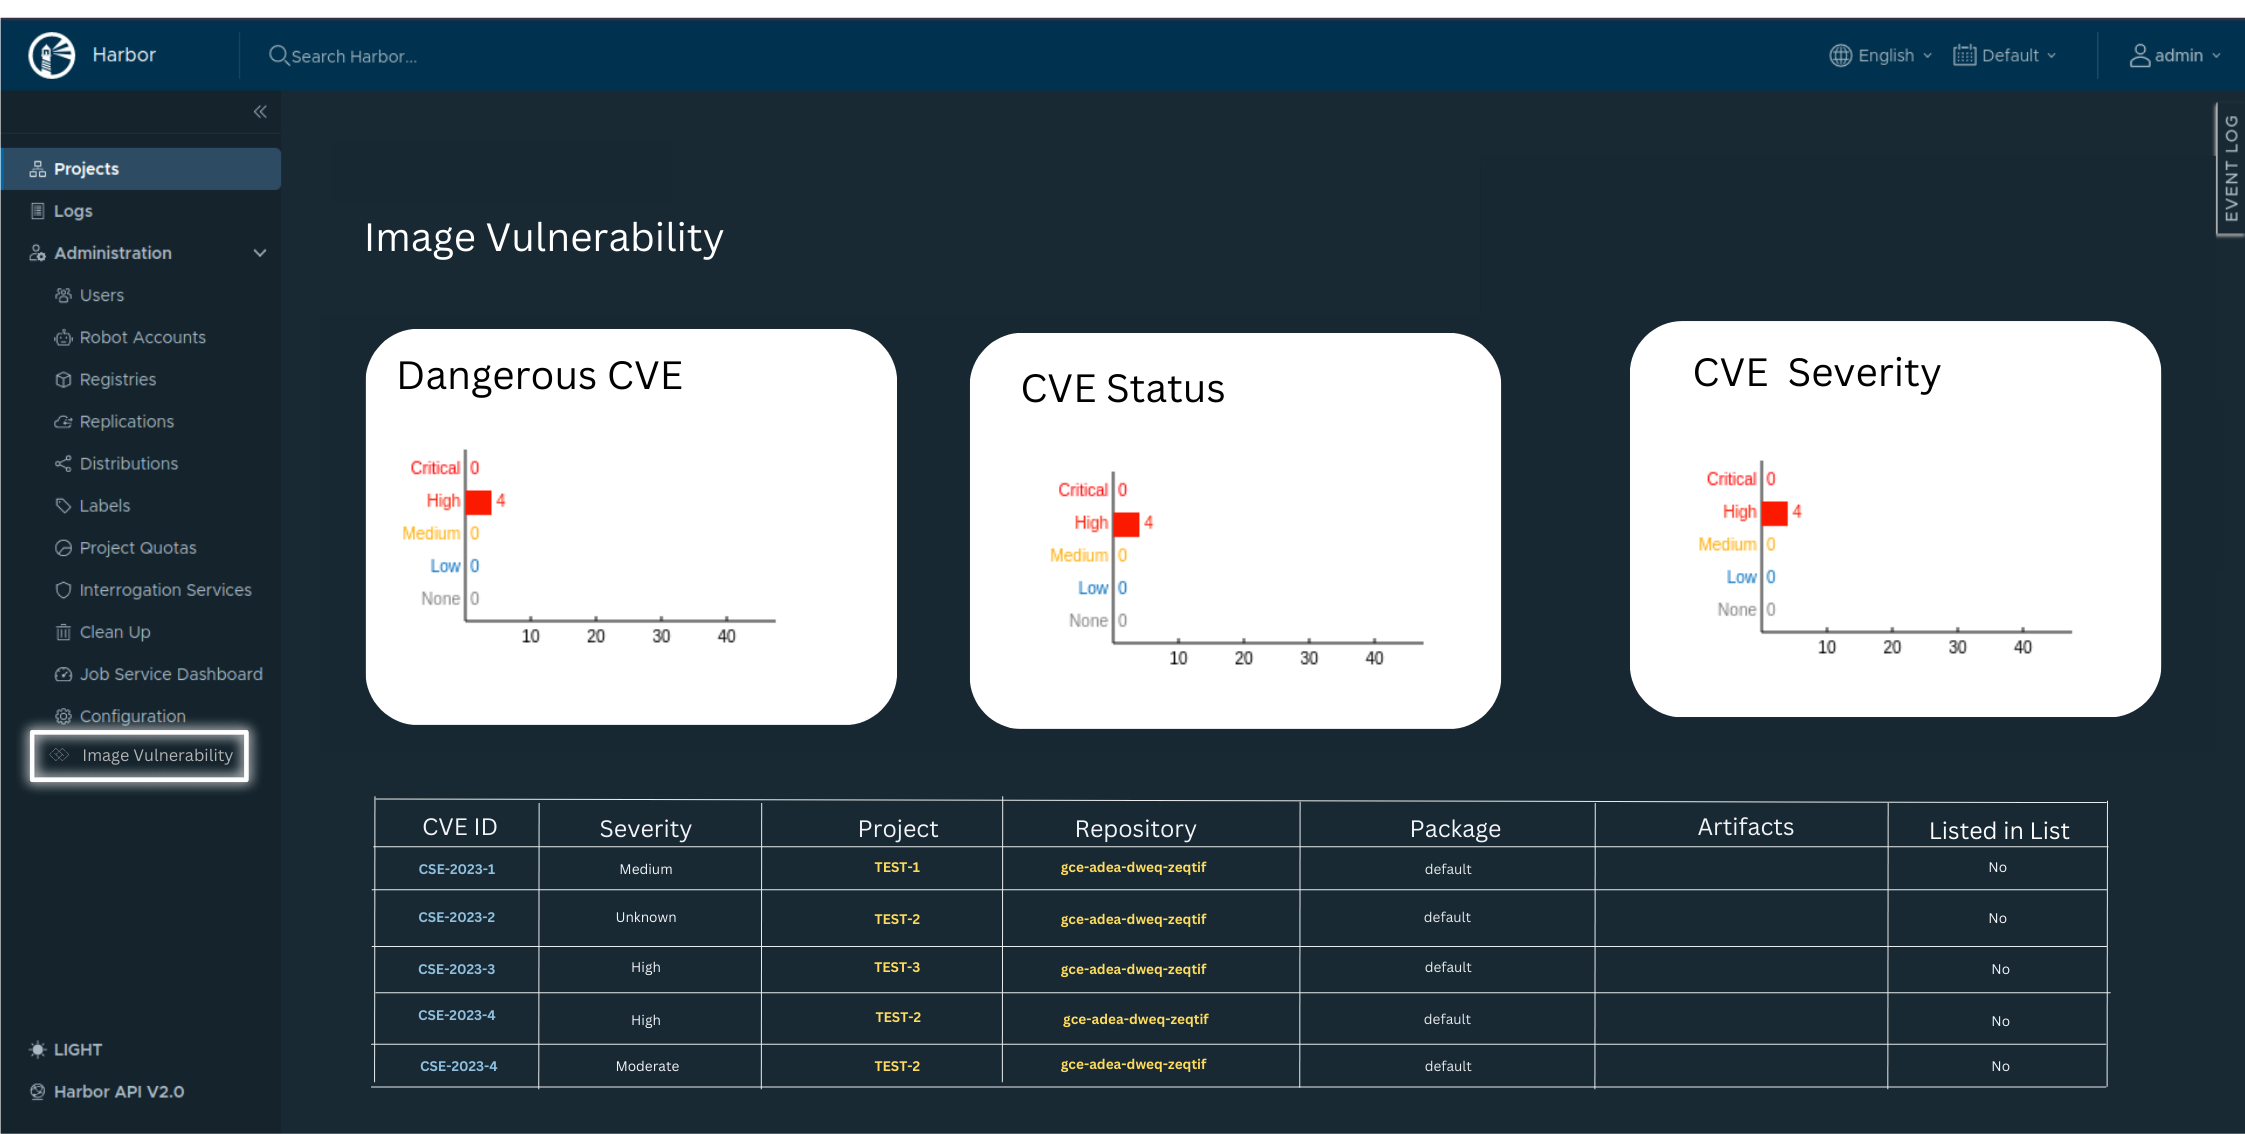 Harbor
Search Harbor...
English
Default
admin
EVENT LOG
Projects
Logs
Administration
Users
Robot Accounts
Registries
Replications
Distributions
Labels
Project Quotas
Interrogation Services
Clean Up
Job Service Dashboard
Configuration
Image Vulnerability
LIGHT
Harbor API V2.0
Image Vulnerability
Dangerous CVE
Critical 0
High 4
Medium 0
Low 0
None 0
10 20 30 40
CVE Status
Critical 0
High 4
Medium 0
Low 0
None 0
10 20 30 40
CVE Severity
Critical 0
High 4
Medium 0
Low 0
None 0
10 20 30 40
CVE ID Severity Project Repository Package Artifacts Listed in List
CSE-2023-1 Medium TEST-1 gce-adea-dweq-zeqtif default No
CSE-2023-2 Unknown TEST-2 gce-adea-dweq-zeqtif default No
CSE-2023-3 High TEST-3 gce-adea-dweq-zeqtif default No
CSE-2023-4 High TEST-2 gce-adea-dweq-zeqtif default No
CSE-2023-4 Moderate TEST-2 gce-adea-dweq-zeqtif default No